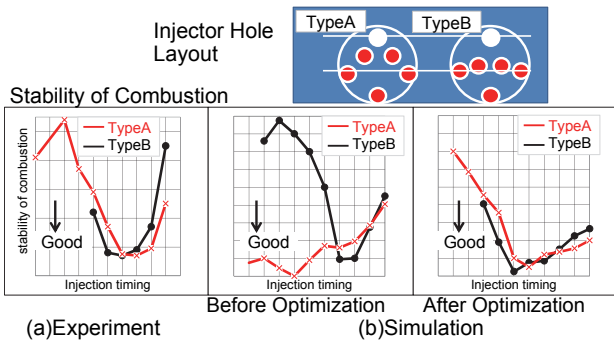 Injector Hole
Layout
TypeA
TypeB
Stability of Combustion
stability of combustion
TypeA
TypeB
Good
Injection timing
TypeA
TypeB
Good
Injection timing
TypeA
TypeB
Good
Injection timing
Before Optimization
After Optimization
(a)Experiment
(b)Simulation